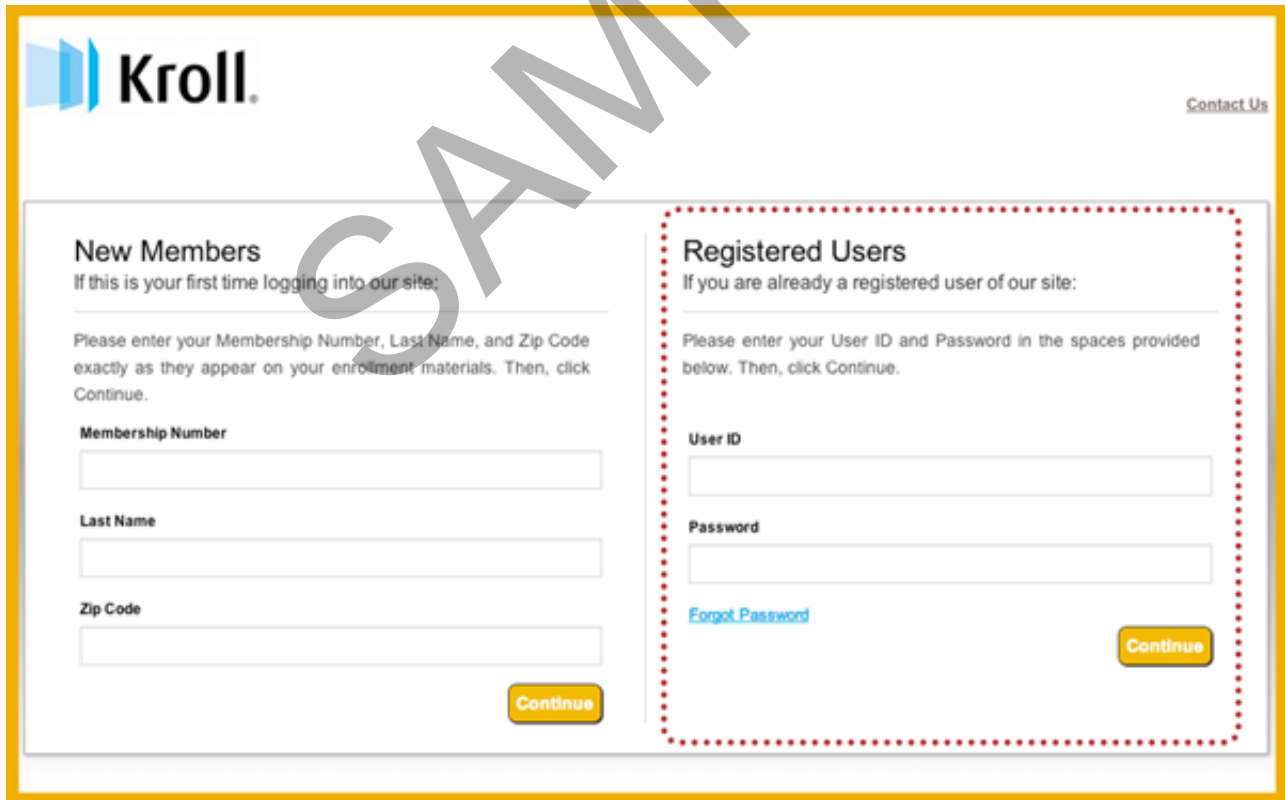 Kroll®
Contact Us
New Members
If this is your first time logging into our site:
Please enter your Membership Number, Last Name, and Zip Code
exactly as they appear on your enrollment materials. Then, click
Continue.
Membership Number
Last Name
Zip Code
Continue
Registered Users
If you are already a registered user of our site:
Please enter your User ID and Password in the spaces provided
below. Then, click Continue.
User ID
Password
Forgot Password
Continue
SAM